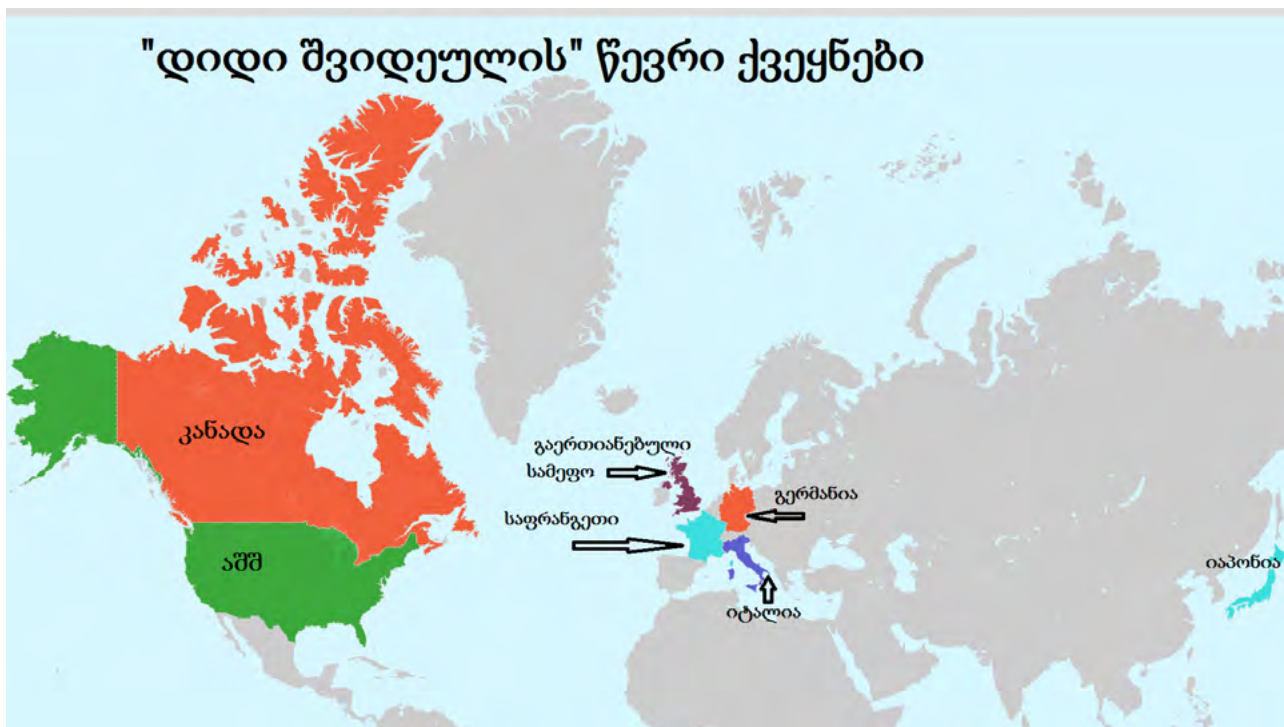 "დიდი შვიდეულის" წევრი ქვეყნები
კანადა
აშშ
გაერთიანებული
სამეფო
საფრანგეთი
გერმანია
იტალია
იაპონია